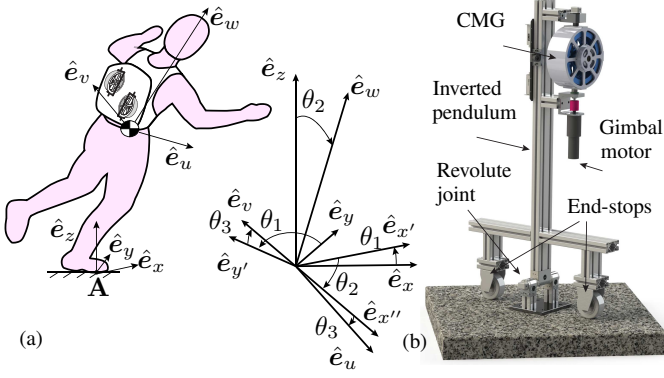 ê_w
ê_v
ê_u
ê_z
ê_y
ê_x
A
(a)
ê_z
θ_2
ê_w
ê_v
θ_3
θ_1
ê_y
θ_1
ê_x'
ê_y'
ê_x
θ_2
ê_x''
θ_3
ê_u
CMG
Inverted
pendulum
Gimbal
motor
Revolute
joint
End-stops
(b)